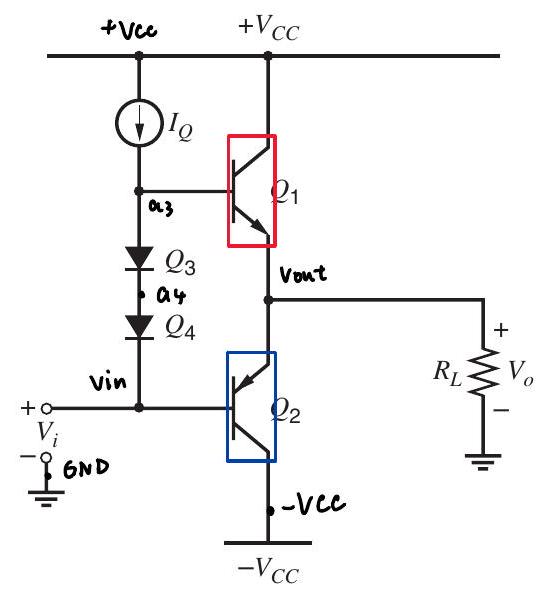 +Vcc
+V_{CC}
I_Q
Q_1
a3
Q_3
Vout
a4
Q_4
+
R_L
V_o
−
Vin
+
V_i
−
Q_2
GND
-VCC
−V_{CC}